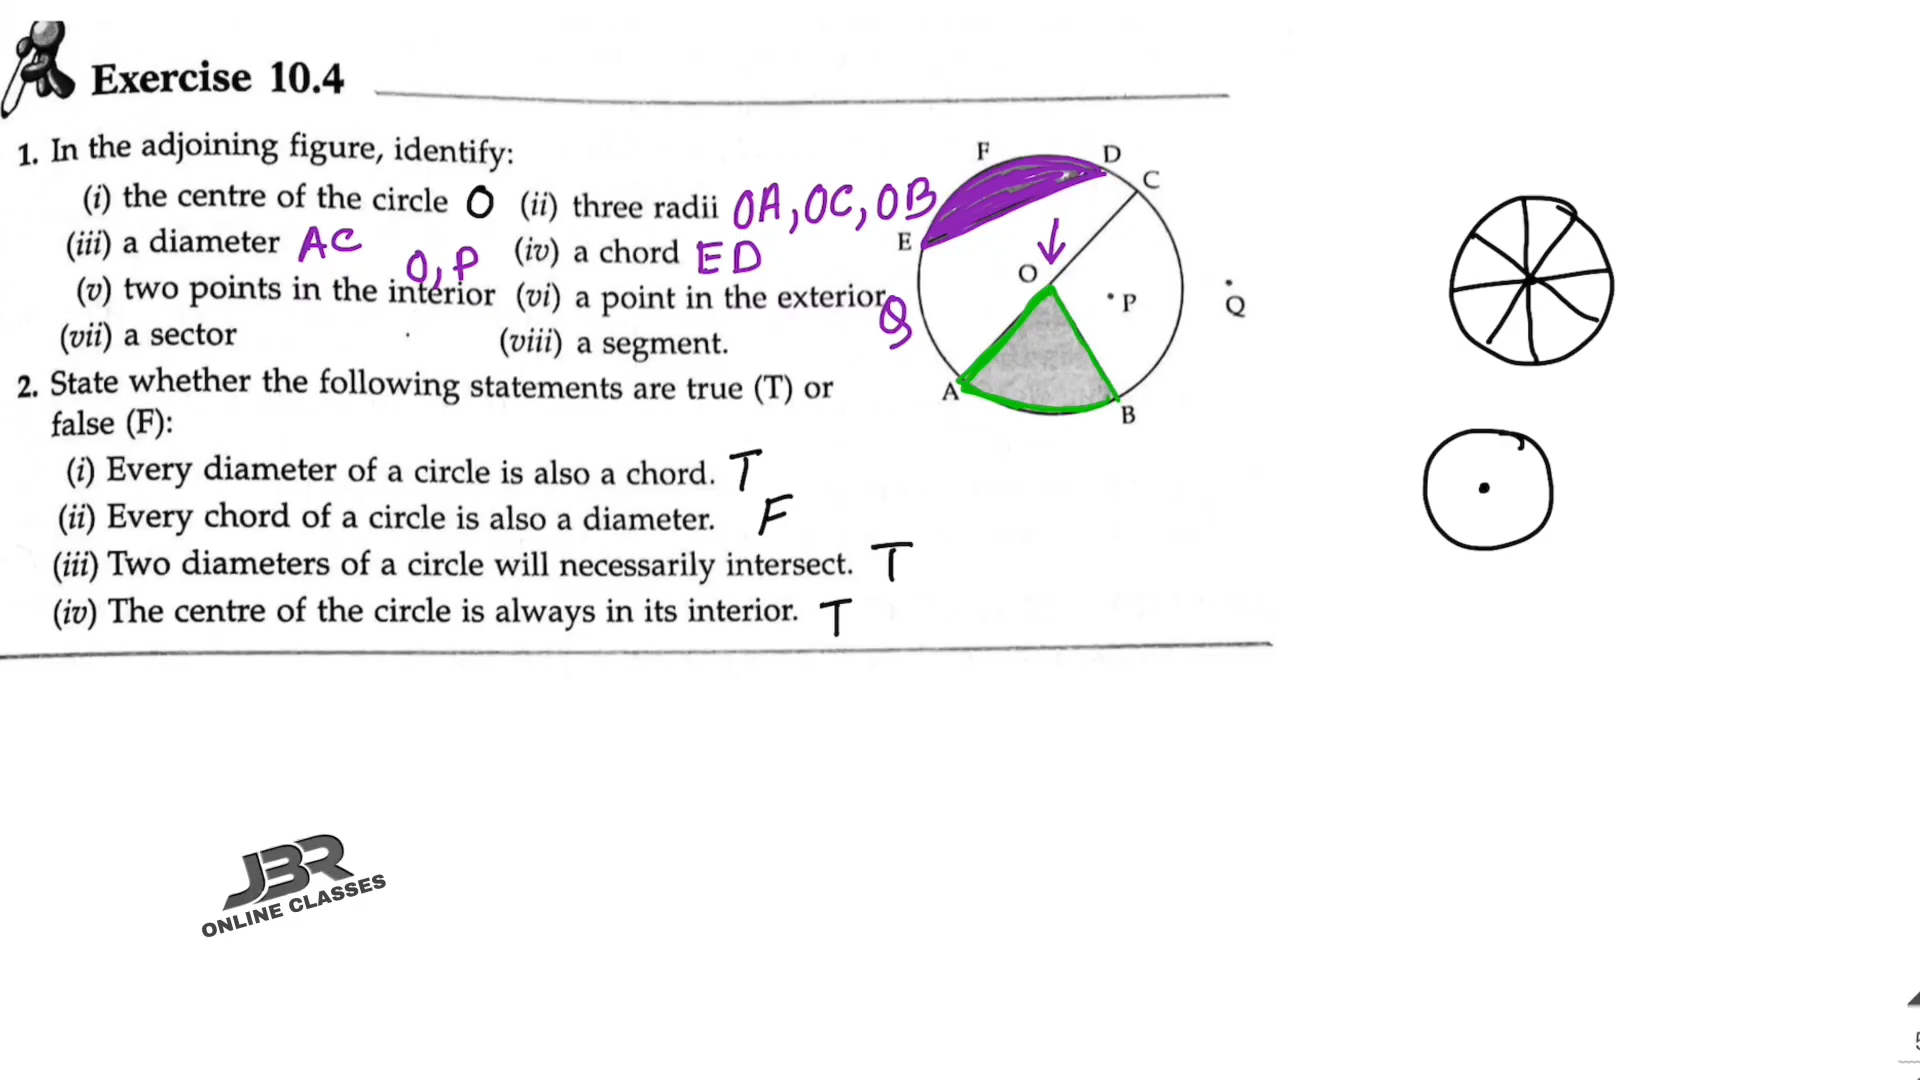 Exercise 10.4
1. In the adjoining figure, identify:
(i) the centre of the circle O (ii) three radii OA, OC, OB
(iii) a diameter AC (iv) a chord ED
(v) two points in the interior O, P (vi) a point in the exterior Q
(vii) a sector (viii) a segment.
F
D
C
E
O
P
Q
A
B
2. State whether the following statements are true (T) or
false (F):
(i) Every diameter of a circle is also a chord. T
(ii) Every chord of a circle is also a diameter. F
(iii) Two diameters of a circle will necessarily intersect. T
(iv) The centre of the circle is always in its interior. T
JBR
ONLINE CLASSES